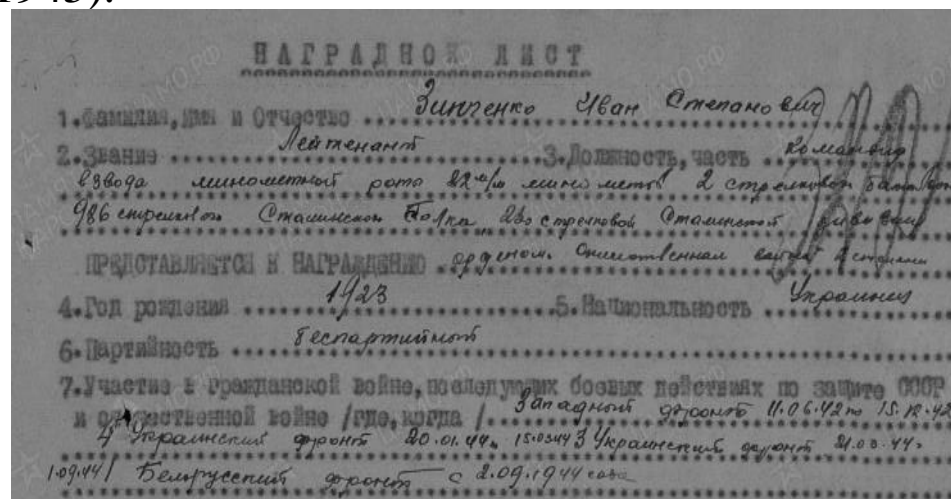 1945).
НАГРАДНОЙ ЛИСТ
1.Фамилия, имя и Отчество .... Зинченко Иван Степанович
2.Звание ..... Лейтенант ..... 3.Должность, часть ... Командир
взвода минометной роты 82 м/м минометов 2 стрелкового
986 стрелкового Сталинского Полка, 230 стрелковой Сталинской дивизии
ПРЕДСТАВЛЯЕТСЯ К НАГРАЖДЕНИЮ .орденом. Отечественная война 2 степени
4.Год рождения .... 1923 ..... 5.Национальность ... Украинец
6.Партийность ..... беспартийный
7.Участие в гражданской войне, последующих боевых действиях по защите СССР
и отечественной войне /где, когда /.. Западный фронт 11.06.42 по 15.12.42
4 Украинский фронт 20.01.44. 15.03.44 3 Украинский фронт 21.03.44.
1.09.44 / Белорусский фронт с 2.09.1944 года